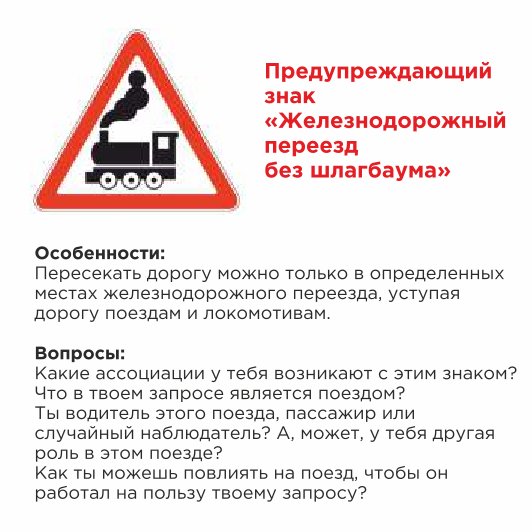 Предупреждающий
знак
«Железнодорожный
переезд
без шлагбаума»
Особенности:
Пересекать дорогу можно только в определенных
местах железнодорожного переезда, уступая
дорогу поездам и локомотивам.
Вопросы:
Какие ассоциации у тебя возникают с этим знаком?
Что в твоем запросе является поездом?
Ты водитель этого поезда, пассажир или
случайный наблюдатель? А, может, у тебя другая
роль в этом поезде?
Как ты можешь повлиять на поезд, чтобы он
работал на пользу твоему запросу?